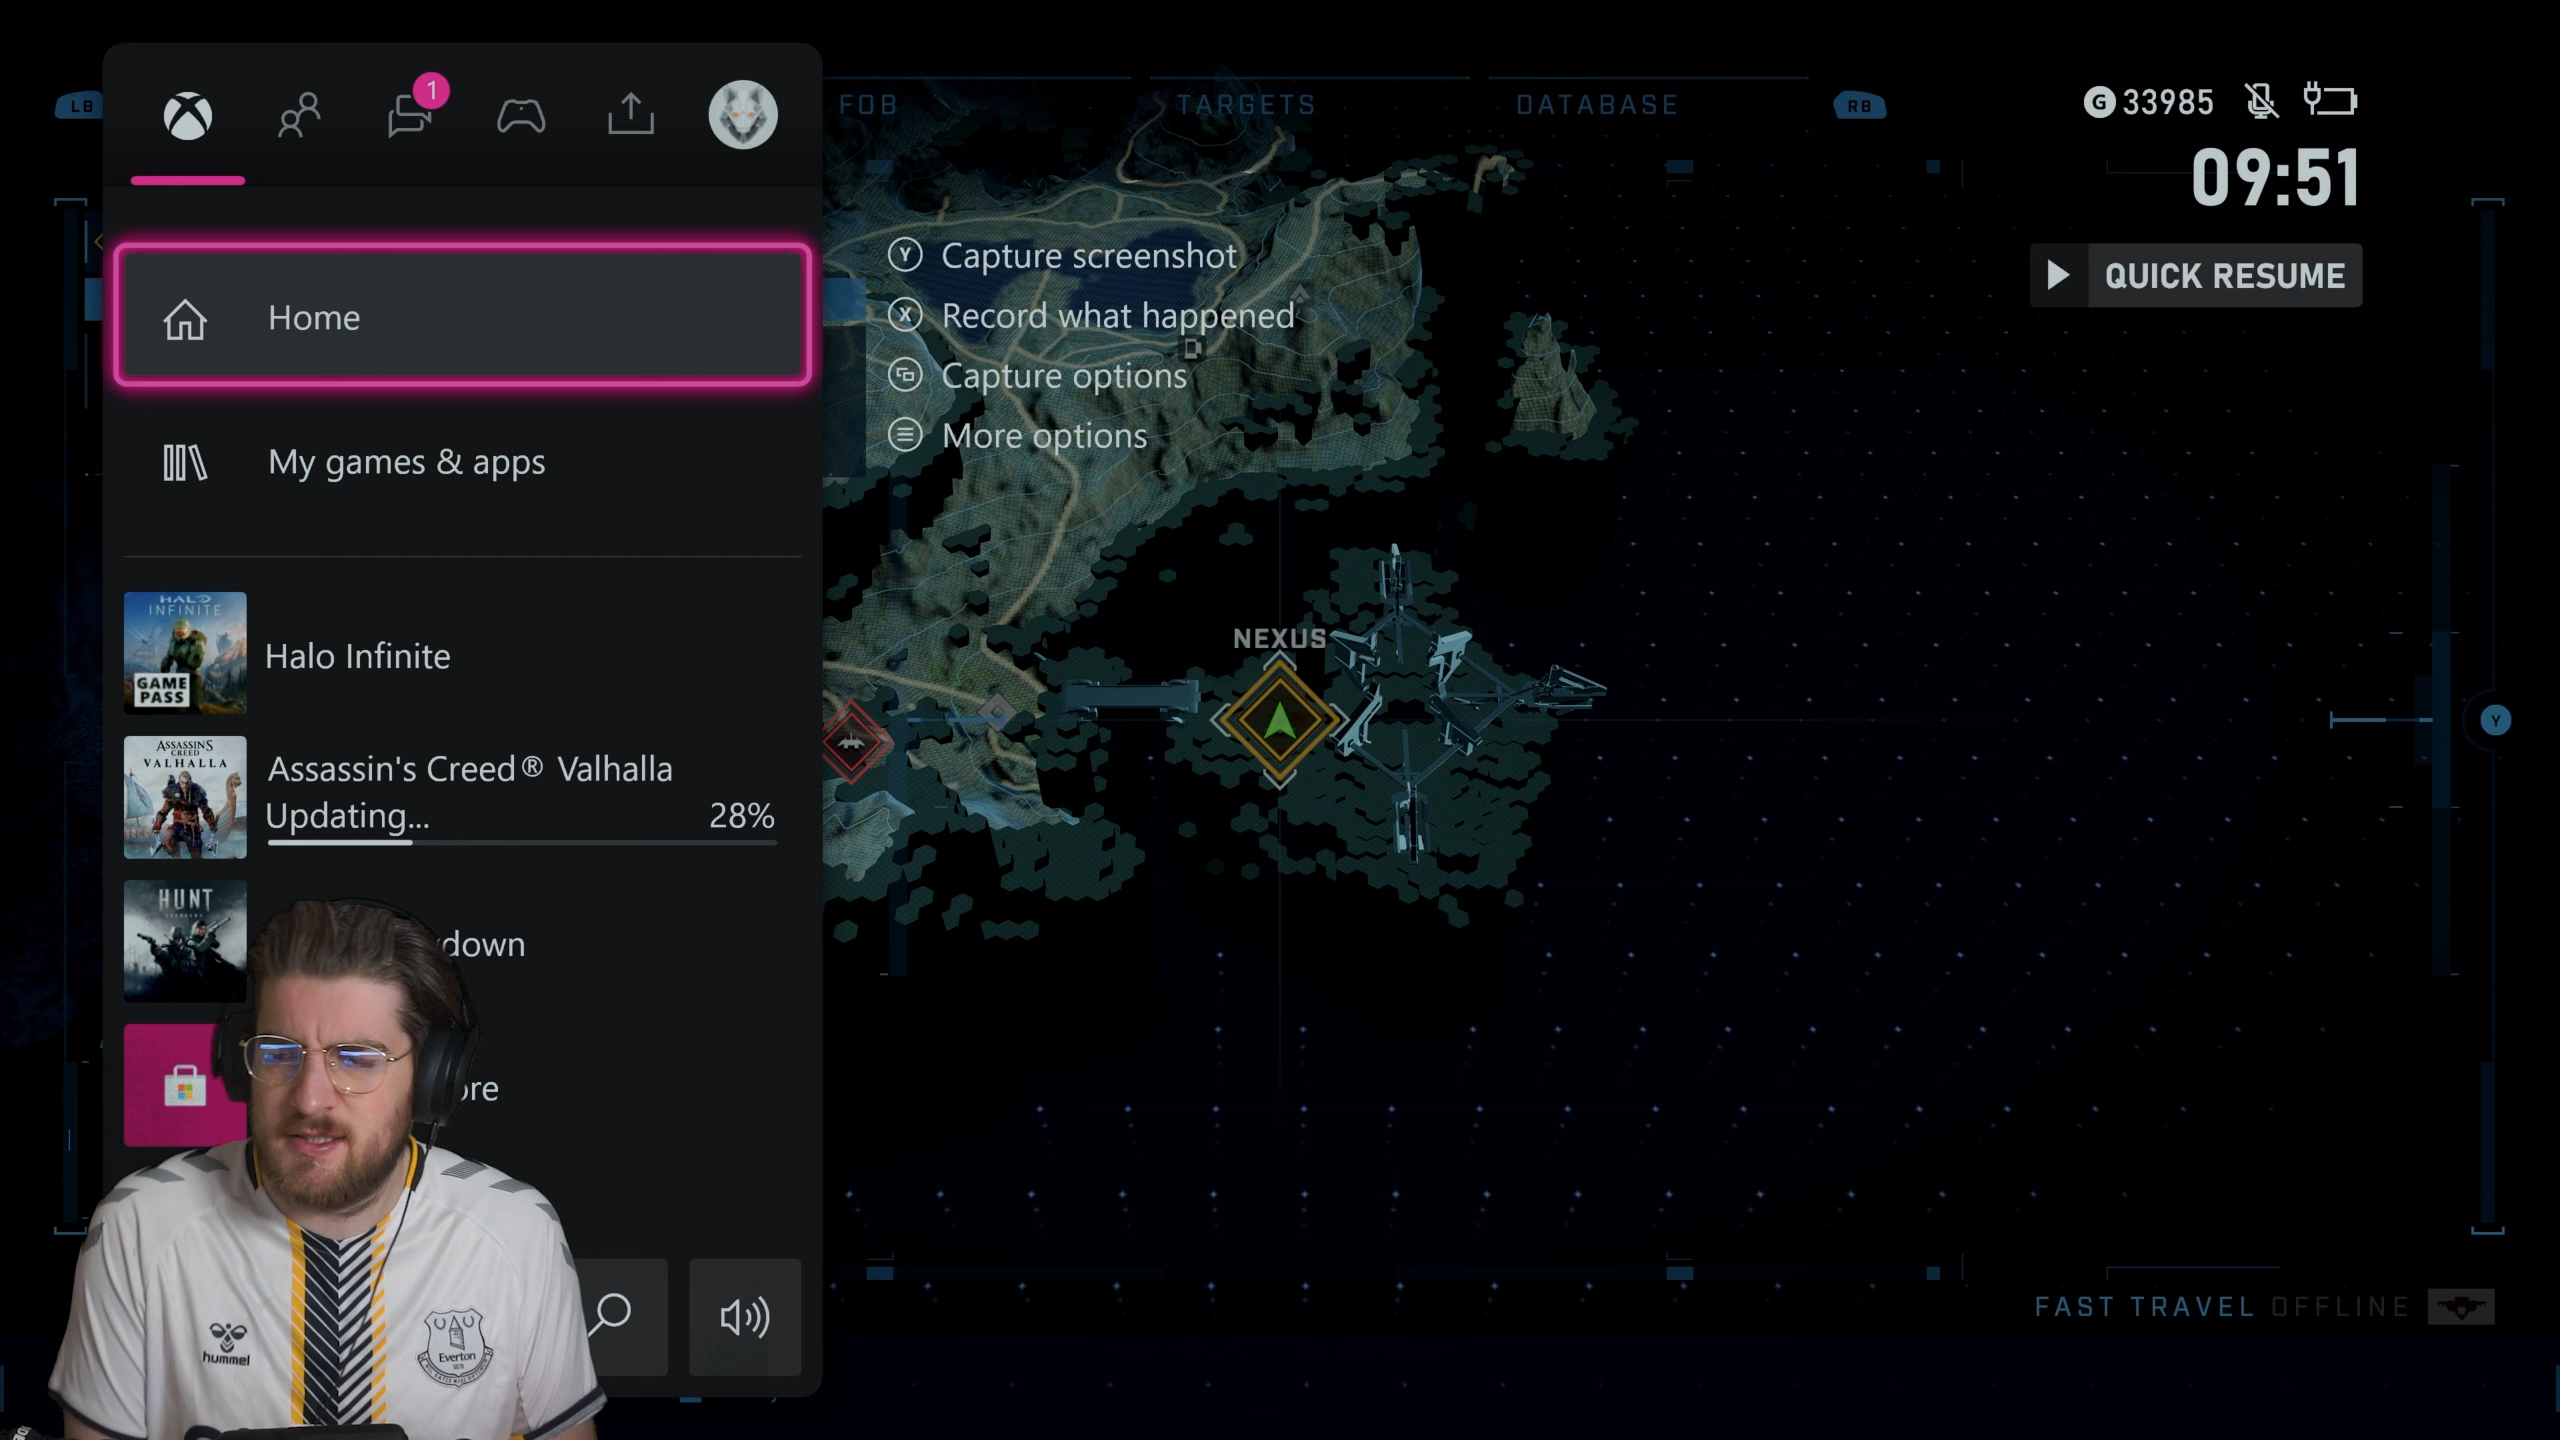 LB
1
FOB
TARGETS
DATABASE
RB
G 33985
09:51
QUICK RESUME
Home
Y Capture screenshot
X Record what happened
Capture options
More options
My games & apps
HALO
INFINITE
GAME
PASS
Halo Infinite
NEXUS
ASSASSIN'S
CREED
VALHALLA
Assassin's Creed® Valhalla
Updating... 28%
Y
HUNT
down
ore
hummel
Everton
FAST TRAVEL OFFLINE